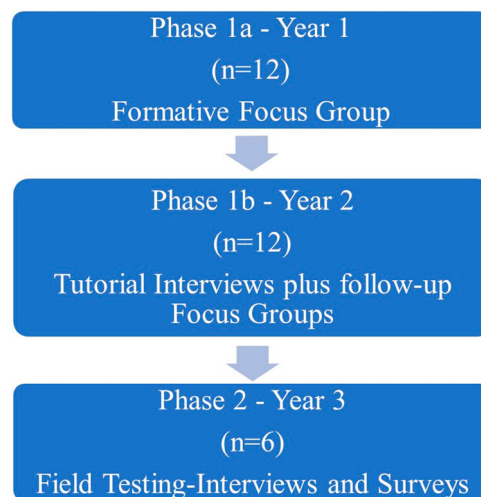 Phase 1a - Year 1
(n=12)
Formative Focus Group
Phase 1b - Year 2
(n=12)
Tutorial Interviews plus follow-up
Focus Groups
Phase 2 - Year 3
(n=6)
Field Testing-Interviews and Surveys